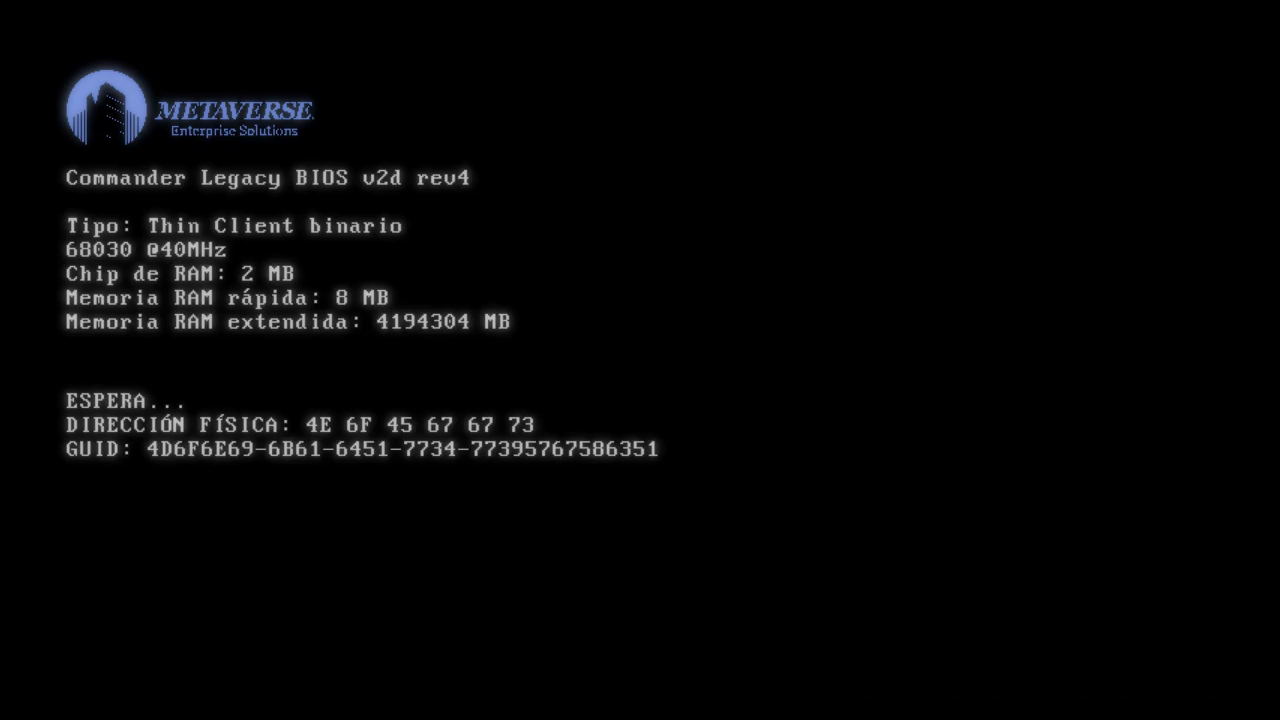 METAVERSE
Enterprise Solutions
Commander Legacy BIOS v2d rev4
Tipo: Thin Client binario
68030 @40MHz
Chip de RAM: 2 MB
Memoria RAM rápida: 8 MB
Memoria RAM extendida: 4194304 MB
ESPERA...
DIRECCIÓN FÍSICA: 4E 6F 45 67 67 73
GUID: 4D6F6E69-6B61-6451-7734-77395767586351